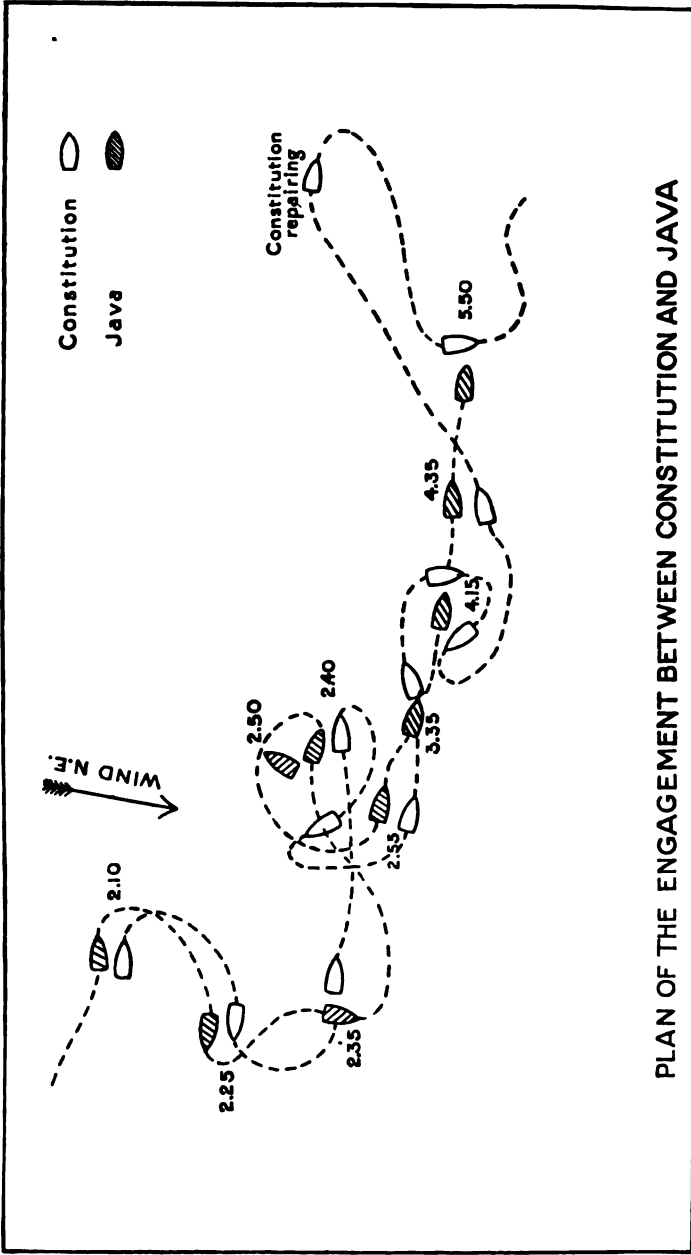 Constitution
Java
WIND N.E.
2.10
2.25
2.35
2.40
2.50
2.55
3.35
4.15
4.35
5.50
Constitution
repairing
PLAN OF THE ENGAGEMENT BETWEEN CONSTITUTION AND JAVA